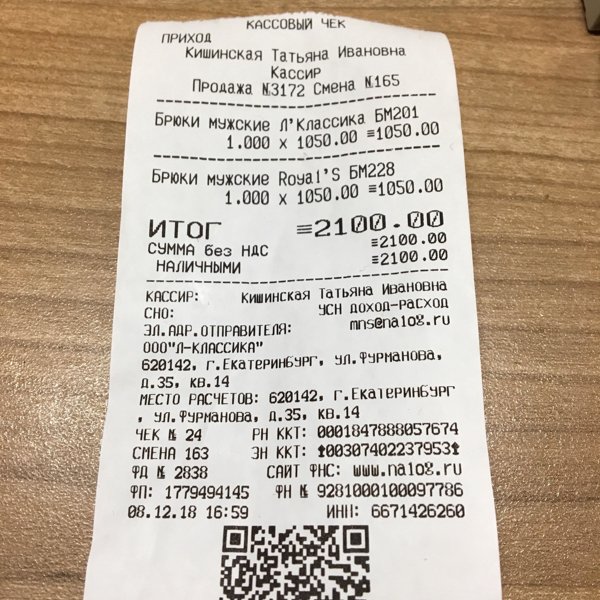 КАССОВЫЙ ЧЕК
ПРИХОД
Кишинская Татьяна Ивановна
Кассир
Продажа №3172 Смена №165
Брюки мужские Л'Классика БМ201
1.000 x 1050.00 ≡1050.00
Брюки мужские Royal'S БМ228
1.000 x 1050.00 ≡1050.00
ИТОГ ≡2100.00
СУММА без НДС ≡2100.00
НАЛИЧНЫМИ ≡2100.00
КАССИР: Кишинская Татьяна Ивановна
СНО: УСН доход-расход
ЭЛ.АДР.ОТПРАВИТЕЛЯ: mns@nalog.ru
ООО"Л-КЛАССИКА"
620142, г.Екатеринбург, ул.Фурманова,
д.35, кв.14
МЕСТО РАСЧЕТОВ: 620142, г.Екатеринбург
, ул.Фурманова, д.35, кв.14
ЧЕК № 24 РН ККТ: 0001847888057674
СМЕНА 163 ЗН ККТ: ↑00307402237953↑
ФД № 2838 САЙТ ФНС: www.nalog.ru
ФП: 1779494145 ФН № 9281000100097786
08.12.18 16:59 ИНН: 6671426260